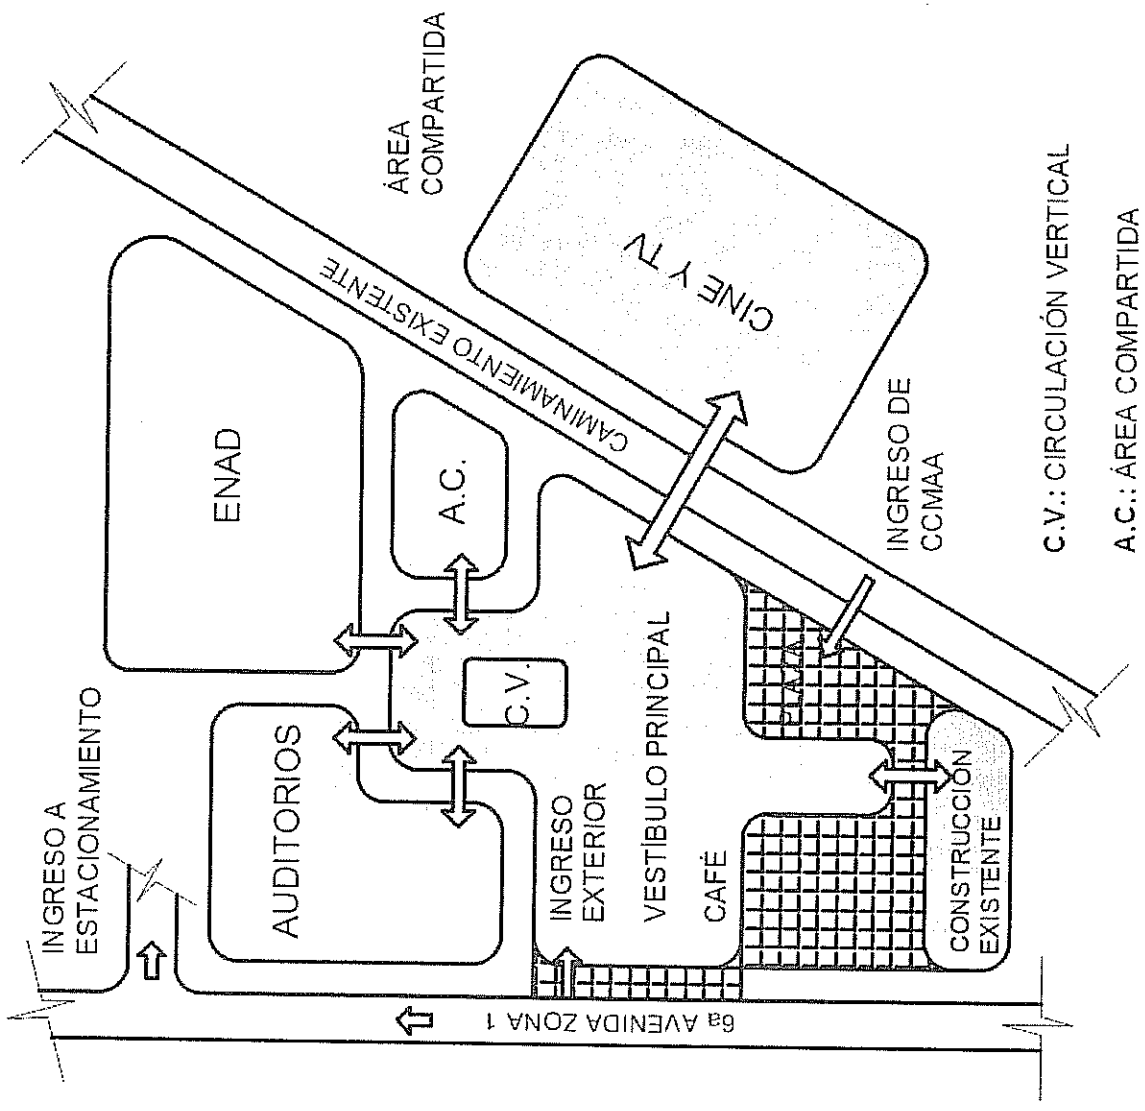 INGRESO A
ESTACIONAMIENTO
ENAD
ÁREA
COMPARTIDA
AUDITORIOS
A.C.
CAMINAMIENTO EXISTENTE
CINE Y TV
C.V.
INGRESO
EXTERIOR
VESTÍBULO PRINCIPAL
CAFÉ
PLAZA
INGRESO DE
CCMAA
6a AVENIDA ZONA 1
CONSTRUCCIÓN
EXISTENTE
C.V.: CIRCULACIÓN VERTICAL
A.C.: ÁREA COMPARTIDA